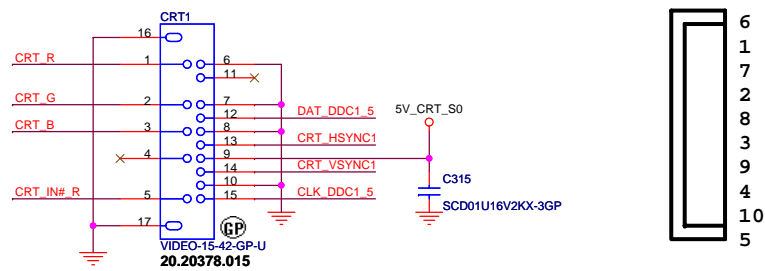 CRT1
16
CRT_R 1 6
11
CRT_G 2 7
12 DAT_DDC1_5 5V_CRT_S0
CRT_B 3 8
13 CRT_HSYNC1
4 9
14 CRT_VSYNC1
10 C315
CRT_IN#_R 5 15 CLK_DDC1_5
SCD01U16V2KX-3GP
17 GP
VIDEO-15-42-GP-U
20.20378.015
6
1
7
2
8
3
9
4
10
5